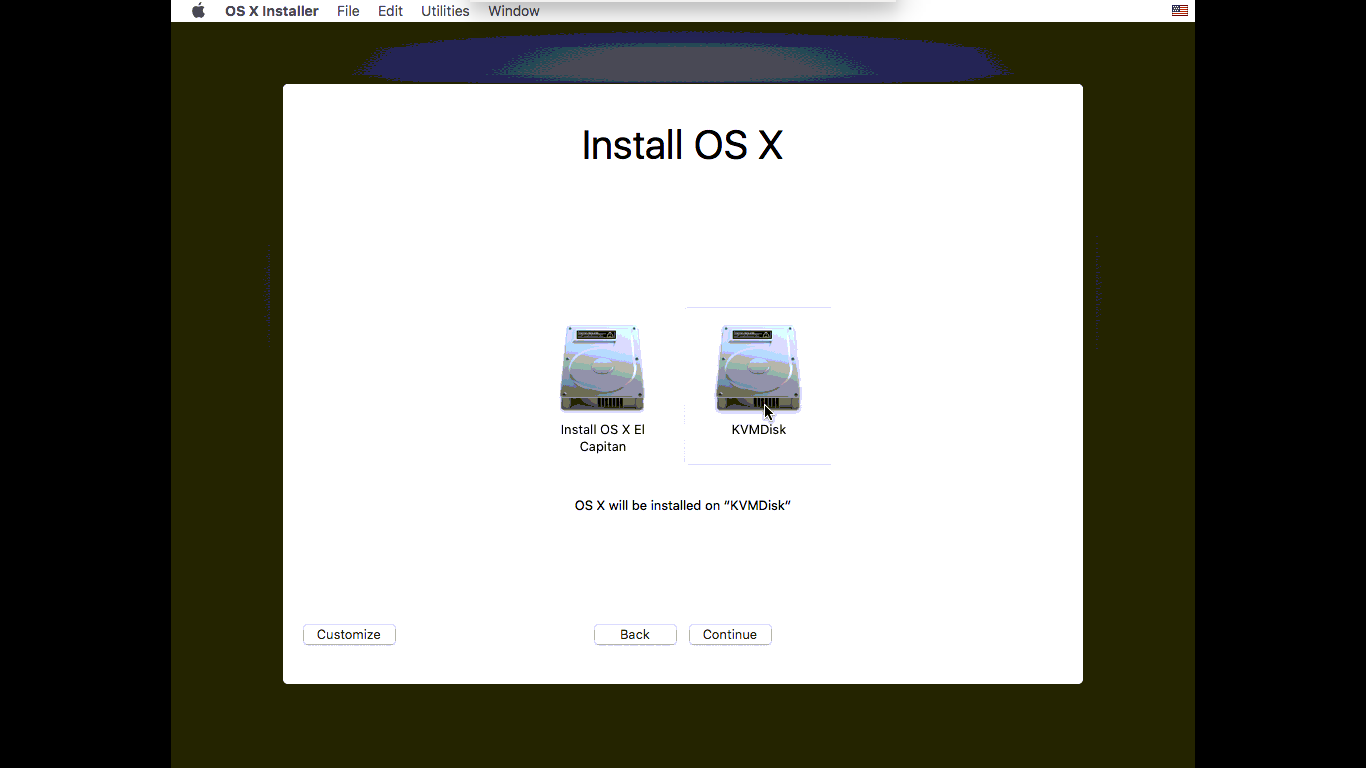 OS X Installer File Edit Utilities Window
Install OS X
Install OS X El
Capitan
KVMDisk
OS X will be installed on “KVMDisk”
Customize Back Continue